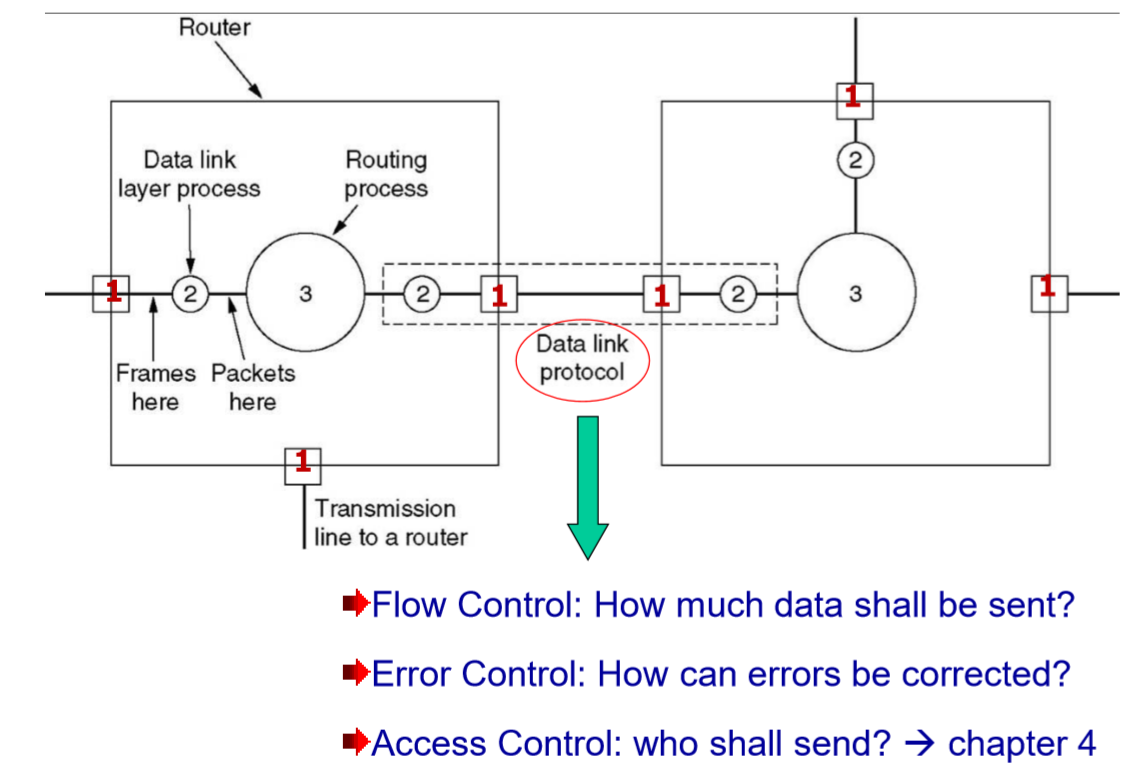 Router
1
Data link
layer process
Routing
process
2
1
2
3
2
1
1
2
3
1
Frames
here
Packets
here
Data link
protocol
1
Transmission
line to a router
Flow Control: How much data shall be sent?
Error Control: How can errors be corrected?
Access Control: who shall send? → chapter 4